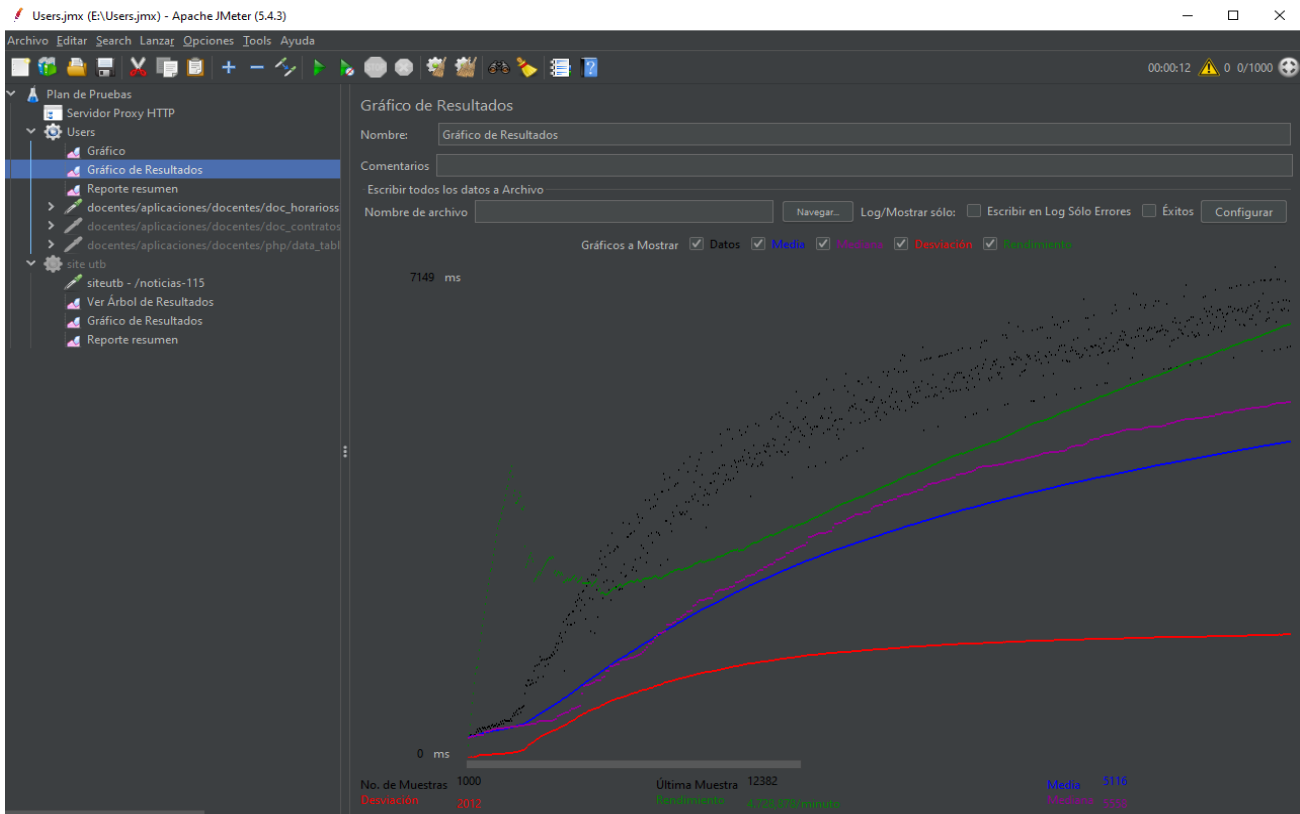 Users.jmx (E:\Users.jmx) - Apache JMeter (5.4.3)
Archivo Editar Search Lanzar Opciones Tools Ayuda
00:00:12 0 0/1000
Plan de Pruebas
Servidor Proxy HTTP
Users
Gráfico
Gráfico de Resultados
Reporte resumen
docentes/aplicaciones/docentes/doc_horarioss
docentes/aplicaciones/docentes/doc_contratos
docentes/aplicaciones/docentes/php/data_tabl
site utb
siteutb - /noticias-115
Ver Árbol de Resultados
Gráfico de Resultados
Reporte resumen
Gráfico de Resultados
Nombre: Gráfico de Resultados
Comentarios
Escribir todos los datos a Archivo
Nombre de archivo Navegar... Log/Mostrar sólo: Escribir en Log Sólo Errores Éxitos Configurar
Gráficos a Mostrar Datos Media Mediana Desviación Rendimiento
7149 ms
0 ms
No. de Muestras 1000 Última Muestra 12382 Media 5116
Desviación 2012 Rendimiento 4.728,878/minuto Mediana